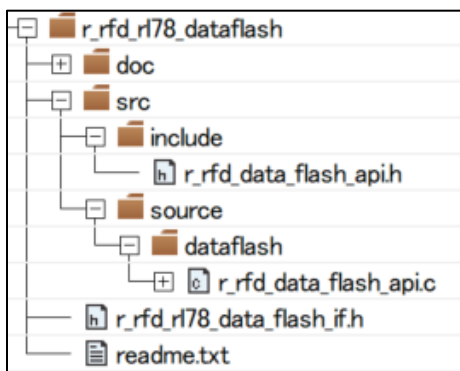 r_rfd_rl78_dataflash
doc
src
include
r_rfd_data_flash_api.h
source
dataflash
r_rfd_data_flash_api.c
r_rfd_rl78_data_flash_if.h
readme.txt